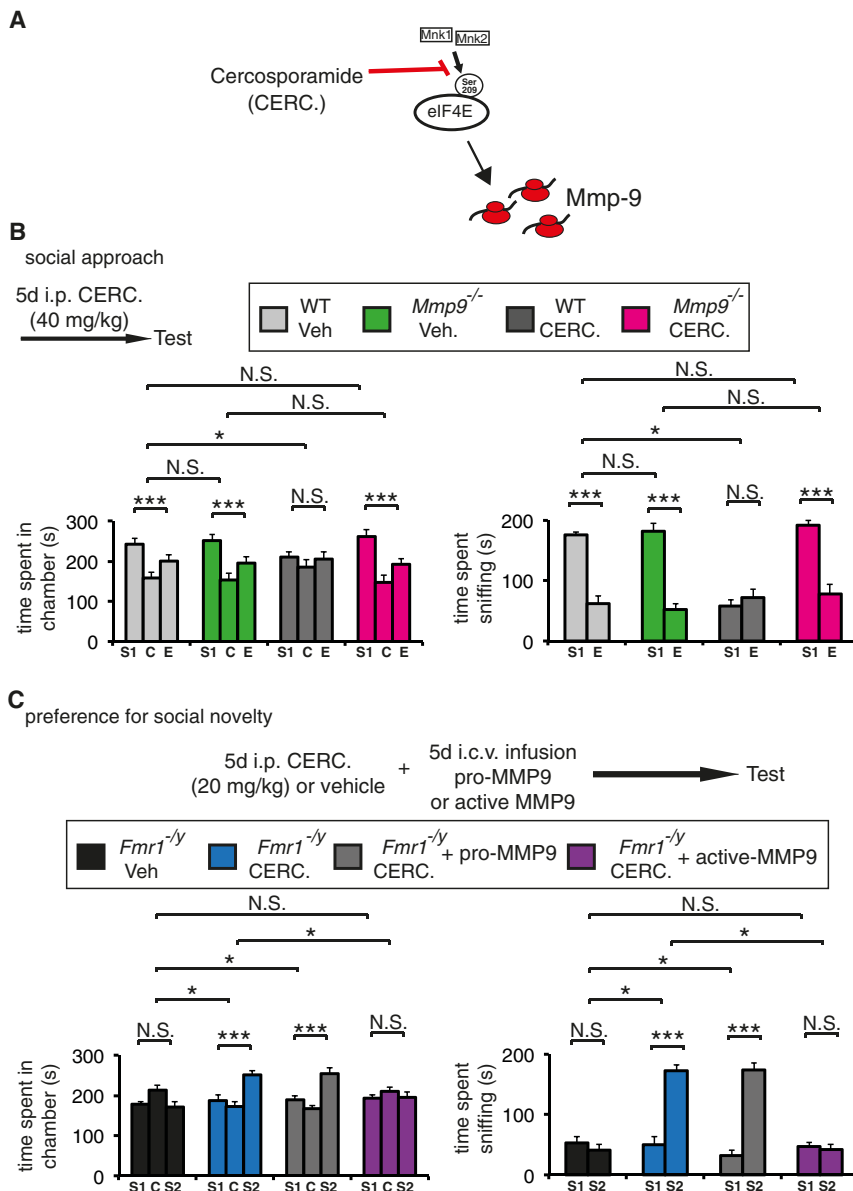 A
Mnk1 Mnk2
Cercosporamide
(CERC.)
Ser
209
eIF4E
Mmp-9
B
social approach
5d i.p. CERC.
(40 mg/kg)
Test
WT
Veh
Mmp9-/-
Veh.
WT
CERC.
Mmp9-/-
CERC.
N.S.
N.S.
*
N.S.
*** *** N.S. ***
time spent in
chamber (s)
300
200
100
0
S1 C E S1 C E S1 C E S1 C E
N.S.
N.S.
*
N.S.
*** *** N.S. ***
time spent
sniffing (s)
200
100
0
S1 E S1 E S1 E S1 E
C
preference for social novelty
5d i.p. CERC.
(20 mg/kg) or vehicle
+
5d i.c.v. infusion
pro-MMP9
or active MMP9
Test
Fmr1-/y
Veh
Fmr1-/y
CERC.
Fmr1-/y
CERC.
+ pro-MMP9
Fmr1-/y
CERC.
+ active-MMP9
N.S.
*
*
*
N.S. *** *** N.S.
time spent in
chamber (s)
300
200
100
0
S1 C S2 S1 C S2 S1 C S2 S1 C S2
N.S.
*
*
*
N.S. *** *** N.S.
time spent
sniffing (s)
200
100
0
S1 S2 S1 S2 S1 S2 S1 S2